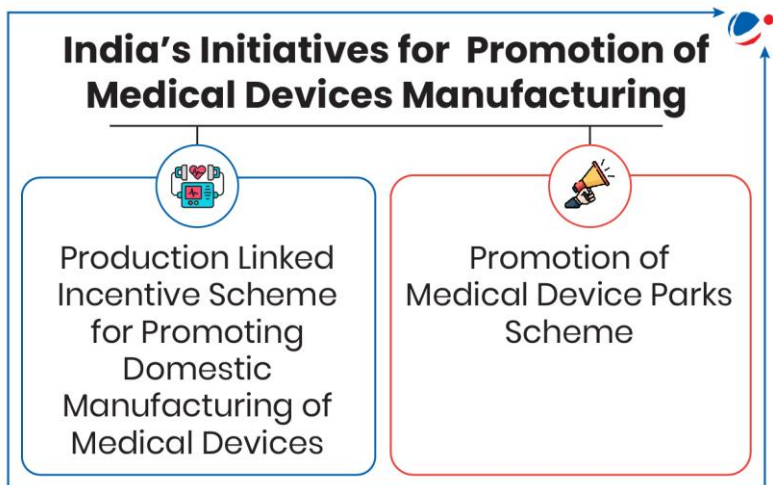 India’s Initiatives for Promotion of
Medical Devices Manufacturing
Production Linked
Incentive Scheme
for Promoting
Domestic
Manufacturing of
Medical Devices
Promotion of
Medical Device Parks
Scheme